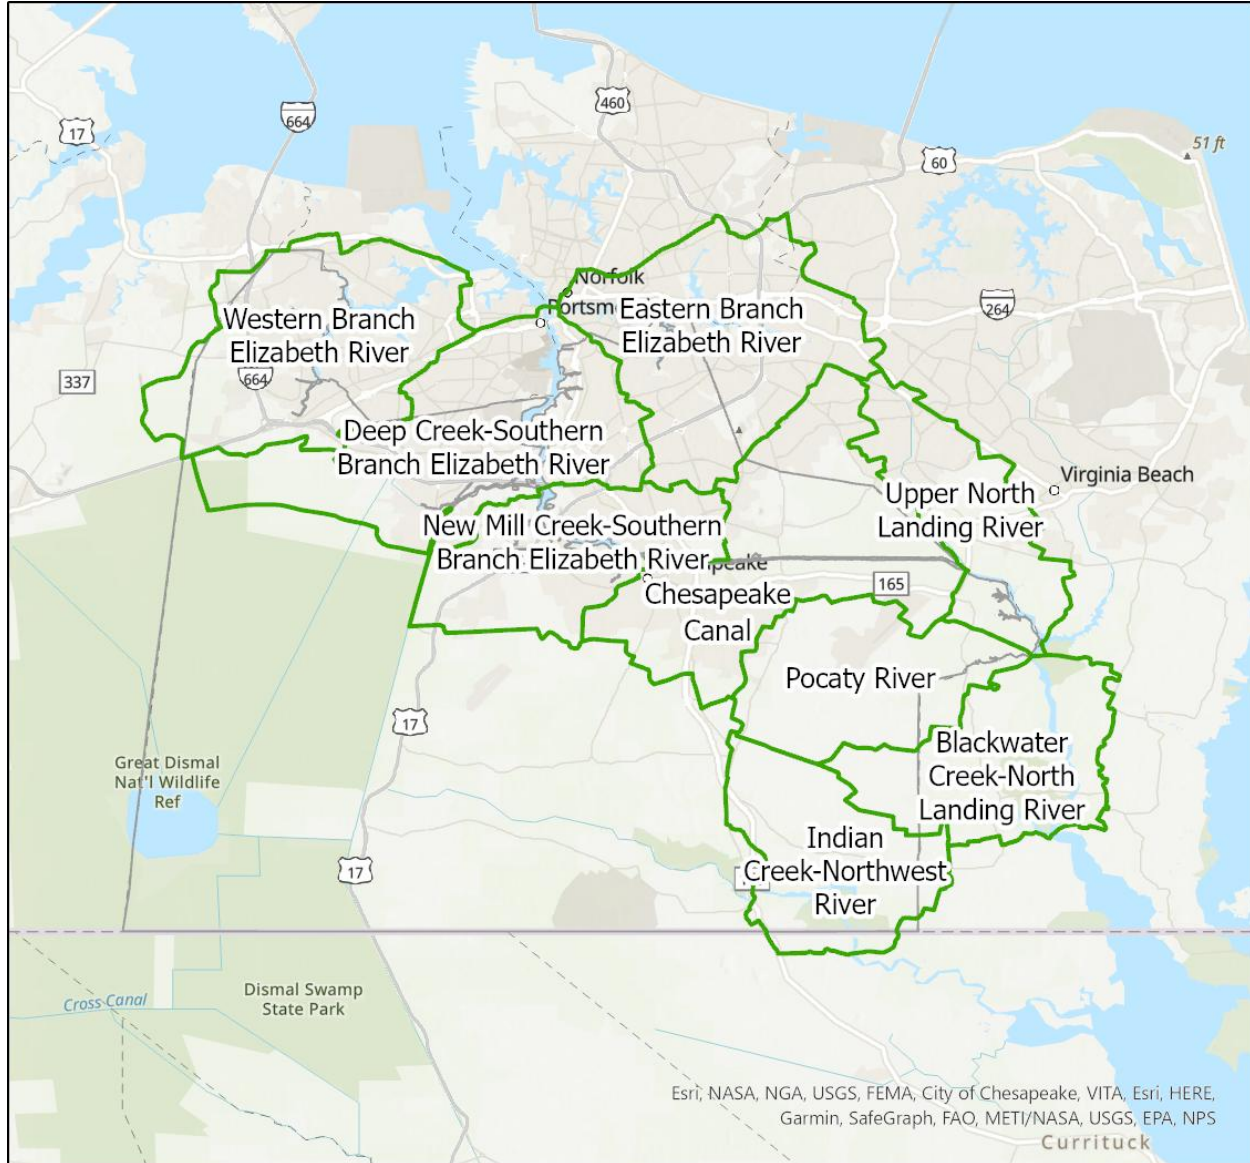 460
664
17
60
51 ft
Norfolk
Portsm
Western Branch
Elizabeth River
Eastern Branch
Elizabeth River
264
337
664
Deep Creek-Southern
Branch Elizabeth River
Virginia Beach
Upper North
Landing River
New Mill Creek-Southern
Branch Elizabeth River
peake
165
Chesapeake
Canal
Pocaty River
17
Blackwater
Creek-North
Landing River
Great Dismal
Nat'l Wildlife
Ref
Indian
Creek-Northwest
River
17
Dismal Swamp
State Park
Cross Canal
Esri, NASA, NGA, USGS, FEMA, City of Chesapeake, VITA, Esri, HERE,
Garmin, SafeGraph, FAO, METI/NASA, USGS, EPA, NPS
Currituck